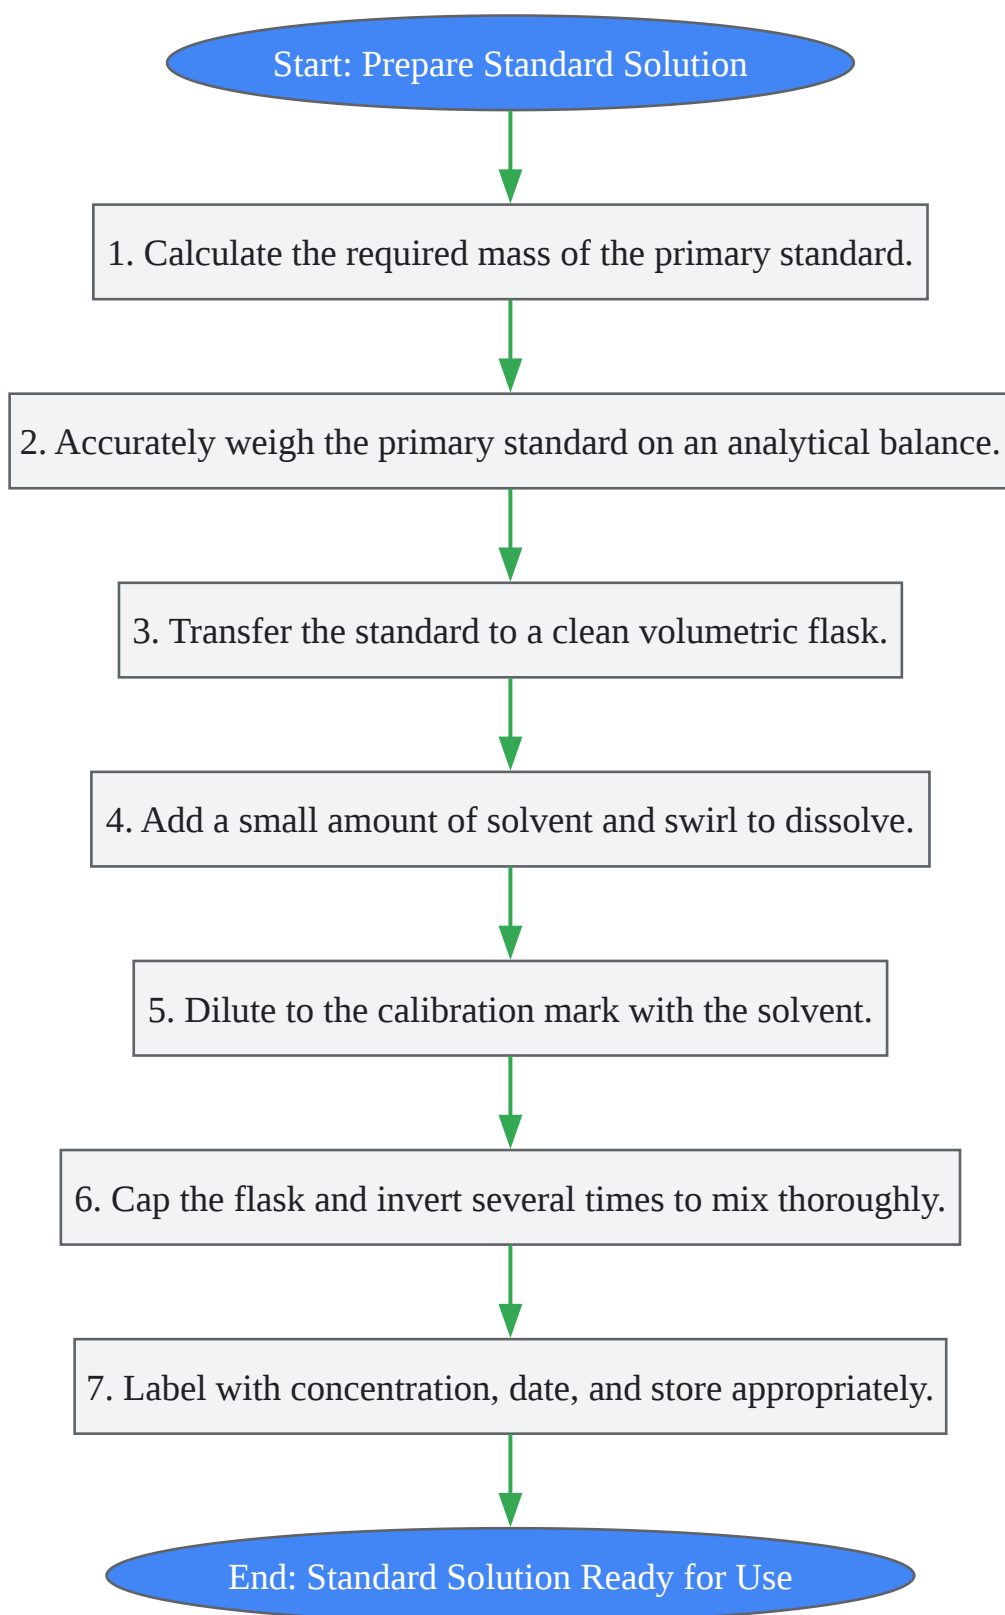 Start: Prepare Standard Solution
1. Calculate the required mass of the primary standard.
2. Accurately weigh the primary standard on an analytical balance.
3. Transfer the standard to a clean volumetric flask.
4. Add a small amount of solvent and swirl to dissolve.
5. Dilute to the calibration mark with the solvent.
6. Cap the flask and invert several times to mix thoroughly.
7. Label with concentration, date, and store appropriately.
End: Standard Solution Ready for Use